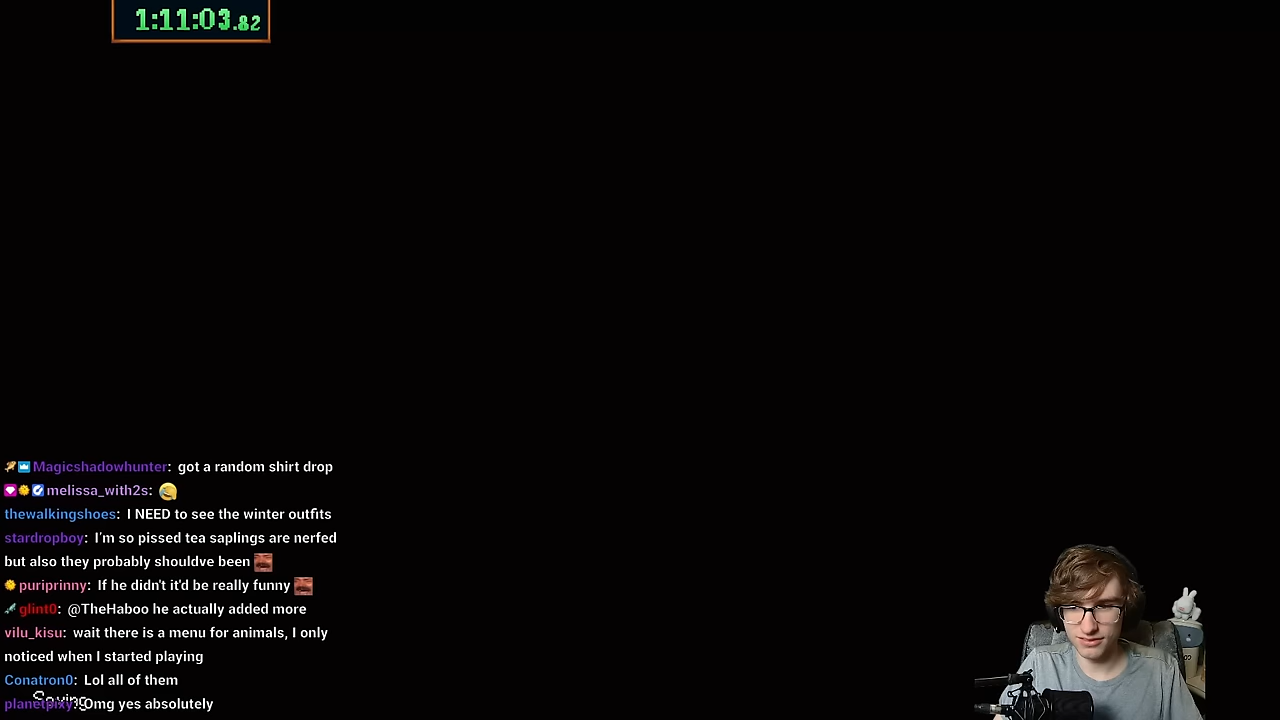 1:11:03.82
Magicshadowhunter: got a random shirt drop
melissa_with2s:
thewalkingshoes: I NEED to see the winter outfits
stardropboy: I'm so pissed tea saplings are nerfed
but also they probably shouldve been
puriprinny: If he didn't it'd be really funny
glint0: @TheHaboo he actually added more
vilu_kisu: wait there is a menu for animals, I only
noticed when I started playing
Conatron0: Lol all of them
Saving
planetpixy: Omg yes absolutely